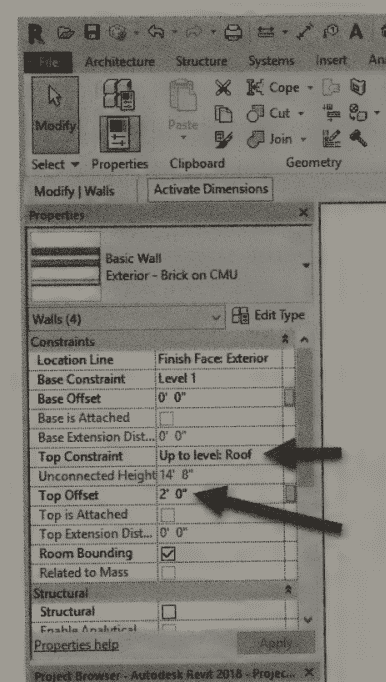 R A
File Architecture Structure Systems Insert An
Modify Paste Cope Cut Join
Select Properties Clipboard Geometry
Modify | Walls Activate Dimensions
Properties ×
Basic Wall
Exterior - Brick on CMU
Walls (4) Edit Type
Constraints
Location Line Finish Face: Exterior
Base Constraint Level 1
Base Offset 0' 0"
Base is Attached
Base Extension Dist... 0' 0"
Top Constraint Up to level: Roof
Unconnected Height 14' 8"
Top Offset 2' 0"
Top is Attached
Top Extension Dist... 0' 0"
Room Bounding
Related to Mass
Structural
Structural
Enable Analytical
Properties help Apply
Project Browser - Autodesk Revit 2018 - Projec... ×